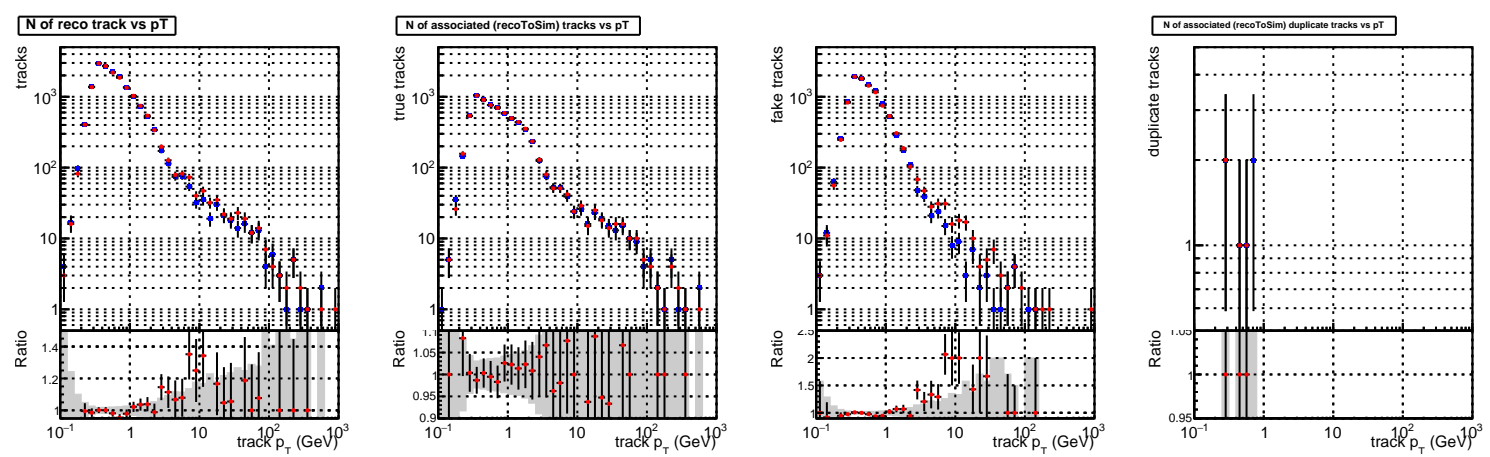 N of reco track vs pT
tracks
10³
10²
10
1
Ratio
1.4
1.2
1
10⁻¹ 1 10 10² 10³
track p_T (GeV)
N of associated (recoToSim) tracks vs pT
true tracks
10³
10²
10
1
Ratio
1.1
1.05
1
0.95
0.9
10⁻¹ 1 10 10² 10³
track p_T (GeV)
fake tracks
10³
10²
10
1
Ratio
2.5
2
1.5
1
10⁻¹ 1 10 10² 10³
track p_T (GeV)
N of associated (recoToSim) duplicate tracks vs pT
duplicate tracks
1
Ratio
1.05
1
0.95
10⁻¹ 1 10 10² 10³
track p_T (GeV)